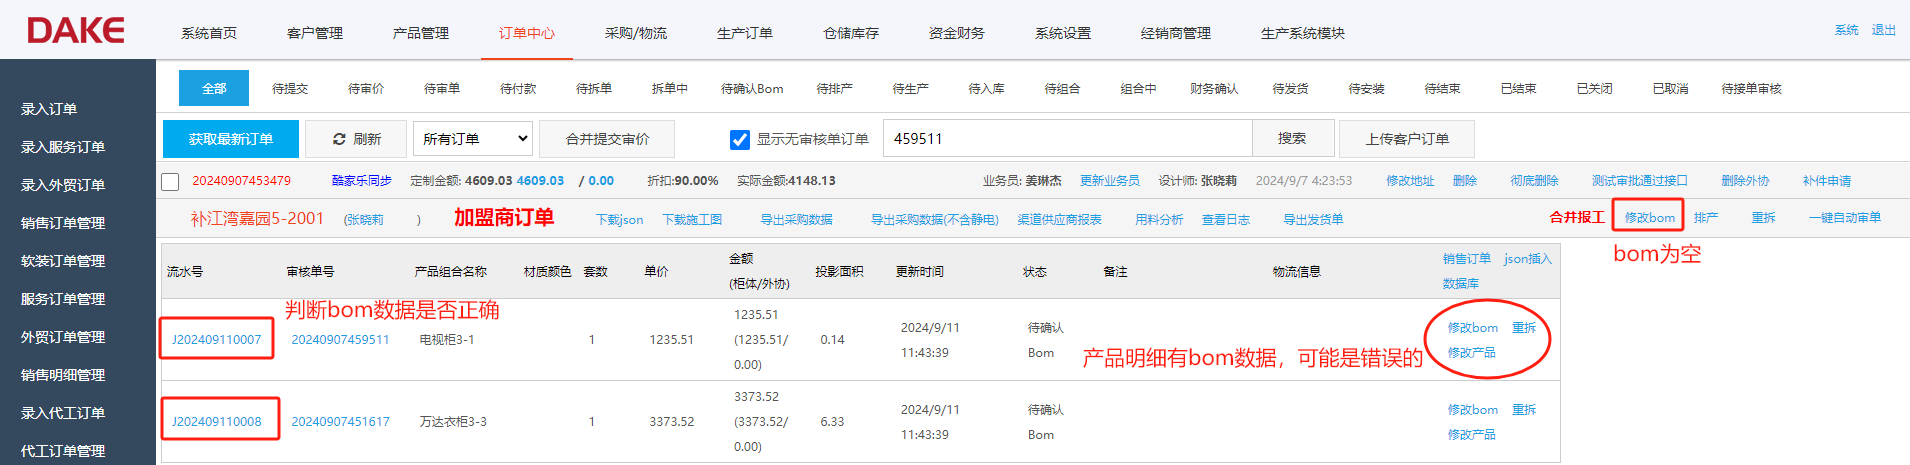 DAKE
系统首页 客户管理 产品管理 订单中心 采购/物流 生产订单 仓储库存 资金财务 系统设置 经销商管理 生产系统模块 系统 退出
全部 待提交 待审价 待审单 待付款 待拆单 拆单中 待确认Bom 待排产 待生产 待入库 待组合 组合中 财务确认 待发货 待安装 待结束 已结束 已关闭 已取消 待接单审核
获取最新订单 刷新 所有订单 合并提交审价 显示无审核单订单 459511 搜索 上传客户订单
20240907453479 酷家乐同步 定制金额: 4609.03 4609.03 / 0.00 折扣:90.00% 实际金额:4148.13 业务员: 姜琳杰 更新业务员 设计师: 张晓莉 2024/9/7 4:23:53 修改地址 删除 彻底删除 测试审批通过接口 删除外协 补件申请
补江湾嘉园5-2001 (张晓莉 ) 加盟商订单 下载json 下载施工图 导出采购数据 导出采购数据(不含静电) 渠道供应商报表 用料分析 查看日志 导出发货单 合并报工 修改bom 排产 重拆 一键自动审单
bom为空
流水号 审核单号 产品组合名称 材质颜色 套数 单价 金额 (柜体/外协) 投影面积 更新时间 状态 备注 物流信息 销售订单 json插入
数据库
判断bom数据是否正确
J202409110007 20240907459511 电视柜3-1 1 1235.51 1235.51 (1235.51/ 0.00) 0.14 2024/9/11 11:43:39 待确认 Bom 修改bom 重拆
修改产品
产品明细有bom数据，可能是错误的
J202409110008 20240907451617 万达衣柜3-3 1 3373.52 3373.52 (3373.52/ 0.00) 6.33 2024/9/11 11:43:39 待确认 Bom 修改bom 重拆
修改产品
录入订单
录入服务订单
录入外贸订单
销售订单管理
软装订单管理
服务订单管理
外贸订单管理
销售明细管理
录入代工订单
代工订单管理